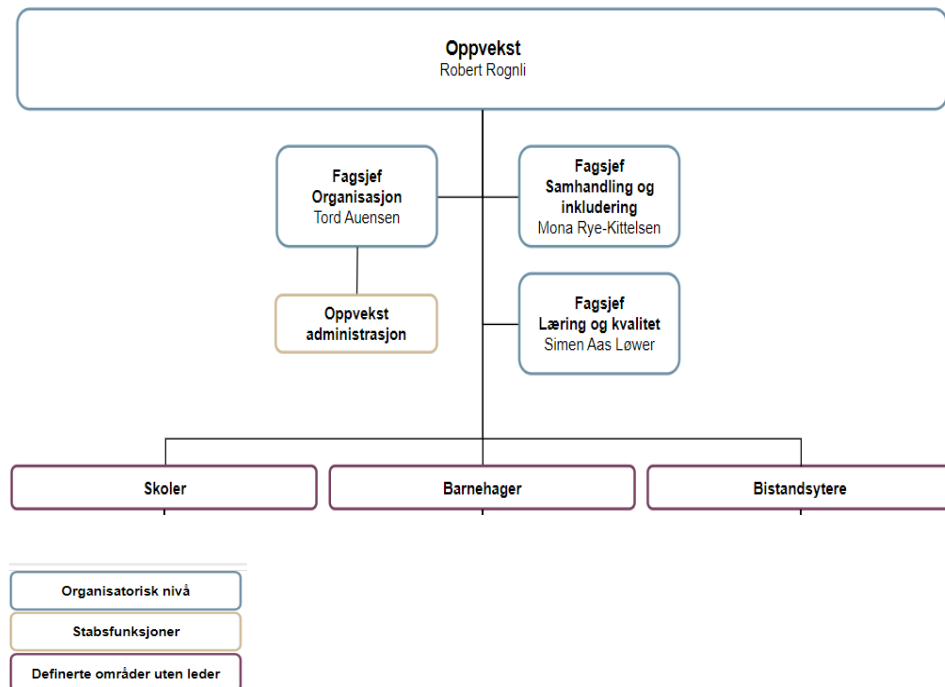 Oppvekst
Robert Rognli
Fagsjef
Organisasjon
Tord Auensen
Fagsjef
Samhandling og
inkludering
Mona Rye-Kittelsen
Oppvekst
administrasjon
Fagsjef
Læring og kvalitet
Simen Aas Løwer
Skoler
Barnehager
Bistandsytere
Organisatorisk nivå
Stabsfunksjoner
Definerte områder uten leder